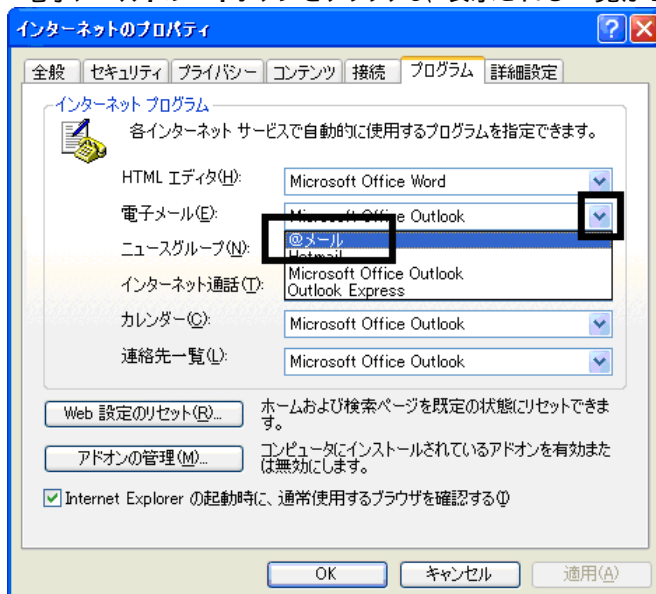 インターネットのプロパティ
全般 セキュリティ プライバシー コンテンツ 接続 プログラム 詳細設定
インターネット プログラム
各インターネット サービスで自動的に使用するプログラムを指定できます。
HTML エディタ(H): Microsoft Office Word
電子メール(E): Microsoft Office Outlook
@メール
ニュースグループ(N): Hotmail
Microsoft Office Outlook
インターネット通話(T): Outlook Express
カレンダー(C): Microsoft Office Outlook
連絡先一覧(L): Microsoft Office Outlook
Web 設定のリセット(R)... ホームおよび検索ページを既定の状態にリセットできま
す。
アドオンの管理(M)... コンピュータにインストールされているアドオンを有効また
は無効にします。
Internet Explorer の起動時に、通常使用するブラウザを確認する(I)
OK キャンセル 適用(A)